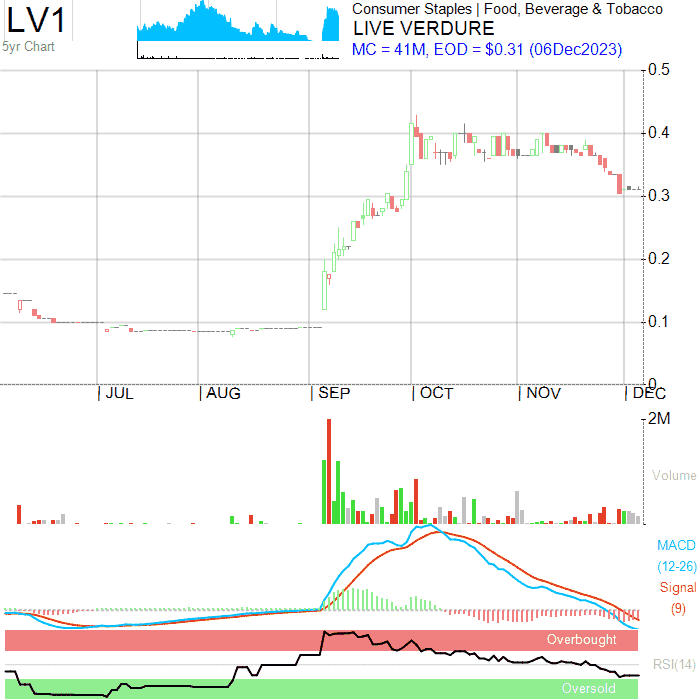 LV1
5yr Chart
Consumer Staples | Food, Beverage & Tobacco
LIVE VERDURE
MC = 41M, EOD = $0.31 (06Dec2023)
0.5
0.4
0.3
0.2
0.1
0
JUL
AUG
SEP
OCT
NOV
DEC
2M
Volume
MACD
(12-26)
Signal
(9)
Overbought
RSI(14)
Oversold